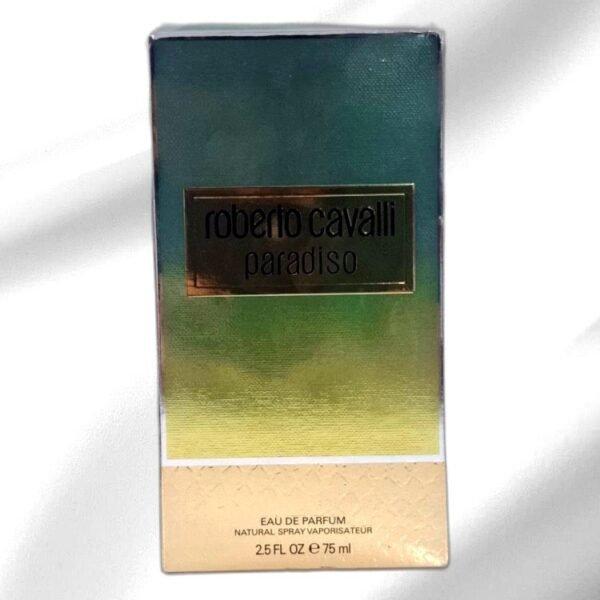 roberto cavalli
paradiso
EAU DE PARFUM
NATURAL SPRAY VAPORISATEUR
2.5 FL OZ ℮ 75 ml